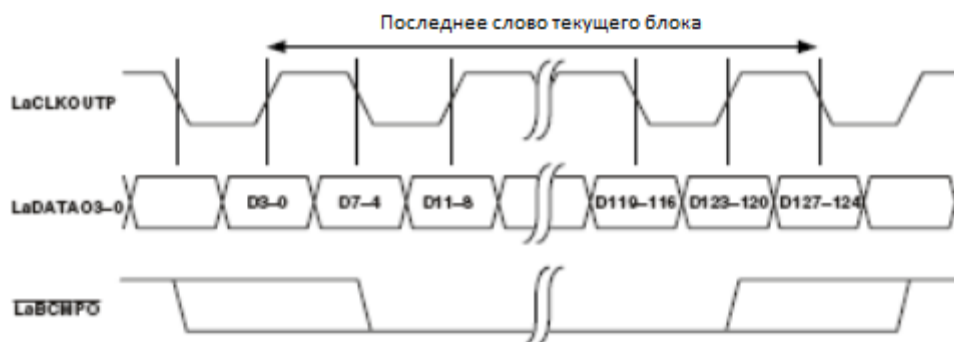 Последнее слово текущего блока
LaCLKOUTP
LaDATAO3–0 D3–0 D7–4 D11–8 D119–116 D123–120 D127–124
LaBCMPO